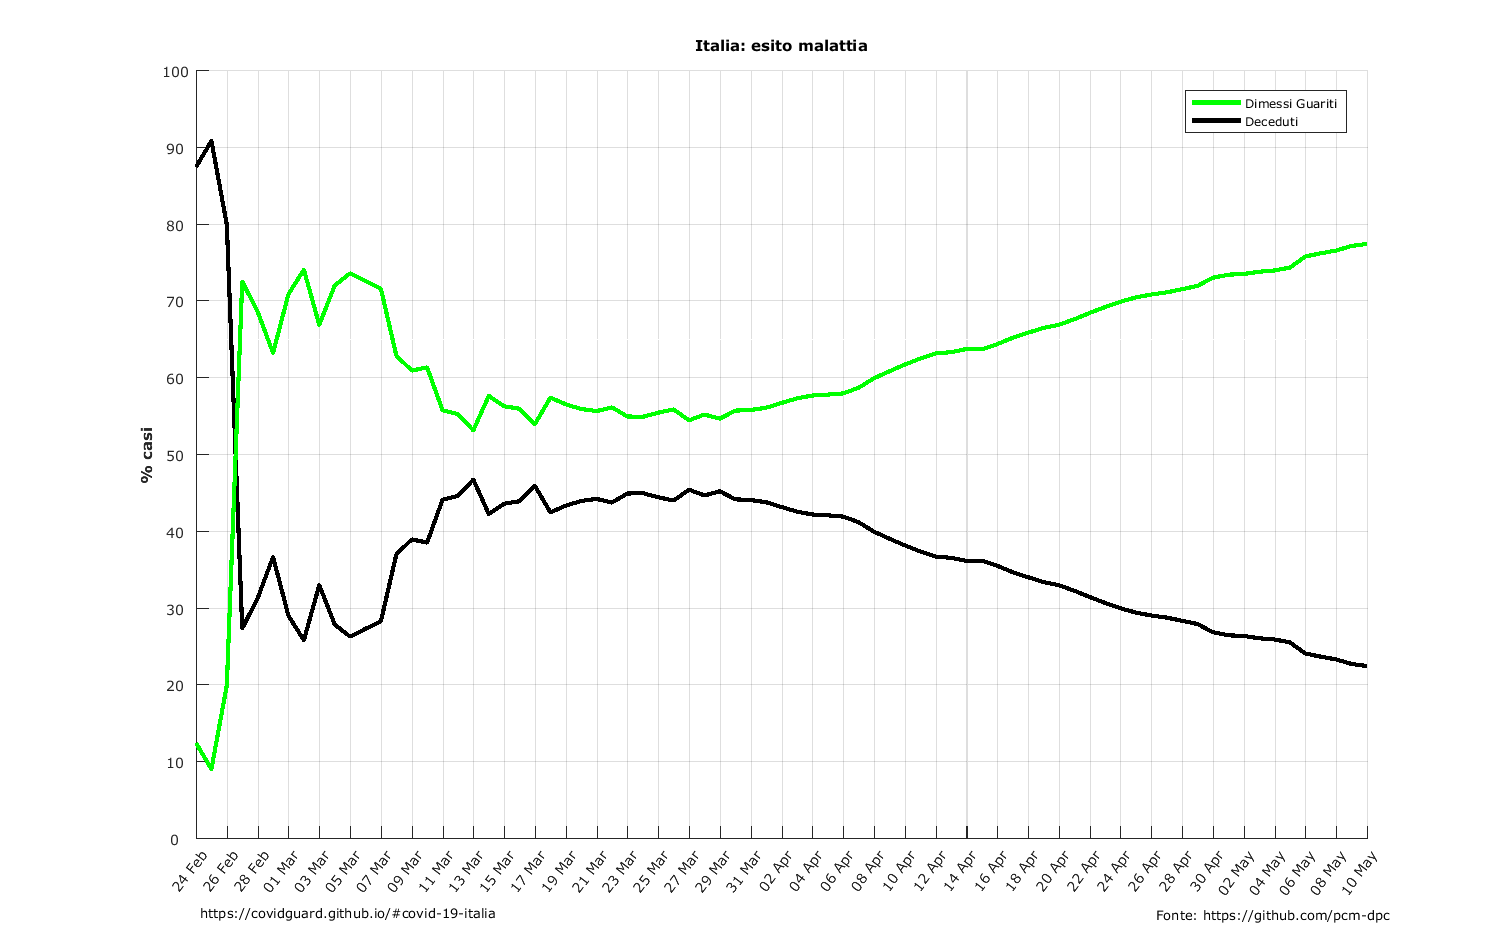 Italia: esito malattia
100
90
80
70
60
50
40
30
20
10
0
% casi
Dimessi Guariti
Deceduti
24 Feb
26 Feb
28 Feb
01 Mar
03 Mar
05 Mar
07 Mar
09 Mar
11 Mar
13 Mar
15 Mar
17 Mar
19 Mar
21 Mar
23 Mar
25 Mar
27 Mar
29 Mar
31 Mar
02 Apr
04 Apr
06 Apr
08 Apr
10 Apr
12 Apr
14 Apr
16 Apr
18 Apr
20 Apr
22 Apr
24 Apr
26 Apr
28 Apr
30 Apr
02 May
04 May
06 May
08 May
10 May
https://covidguard.github.io/#covid-19-italia
Fonte: https://github.com/pcm-dpc